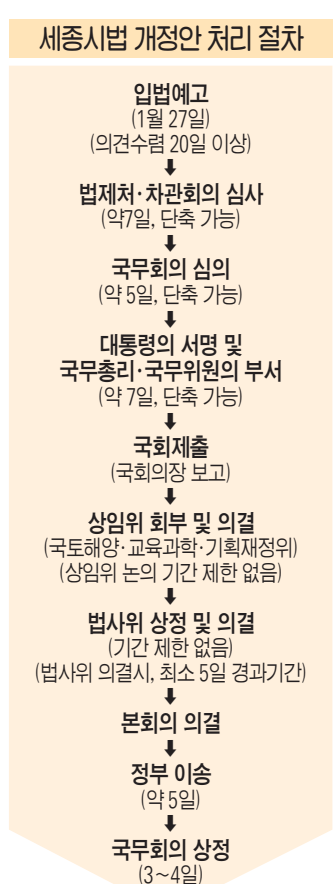 세종시법 개정안 처리 절차
입법예고
(1월 27일)
(의견수렴 20일 이상)
법제처·차관회의 심사
(약7일, 단축 가능)
국무회의 심의
(약 5일, 단축 가능)
대통령의 서명 및
국무총리·국무위원의 부서
(약 7일, 단축 가능)
국회제출
(국회의장 보고)
상임위 회부 및 의결
(국토해양·교육과학·기획재정위)
(상임위 논의 기간 제한 없음)
법사위 상정 및 의결
(기간 제한 없음)
(법사위 의결시, 최소 5일 경과기간)
본회의 의결
정부 이송
(약 5일)
국무회의 상정
(3~4일)